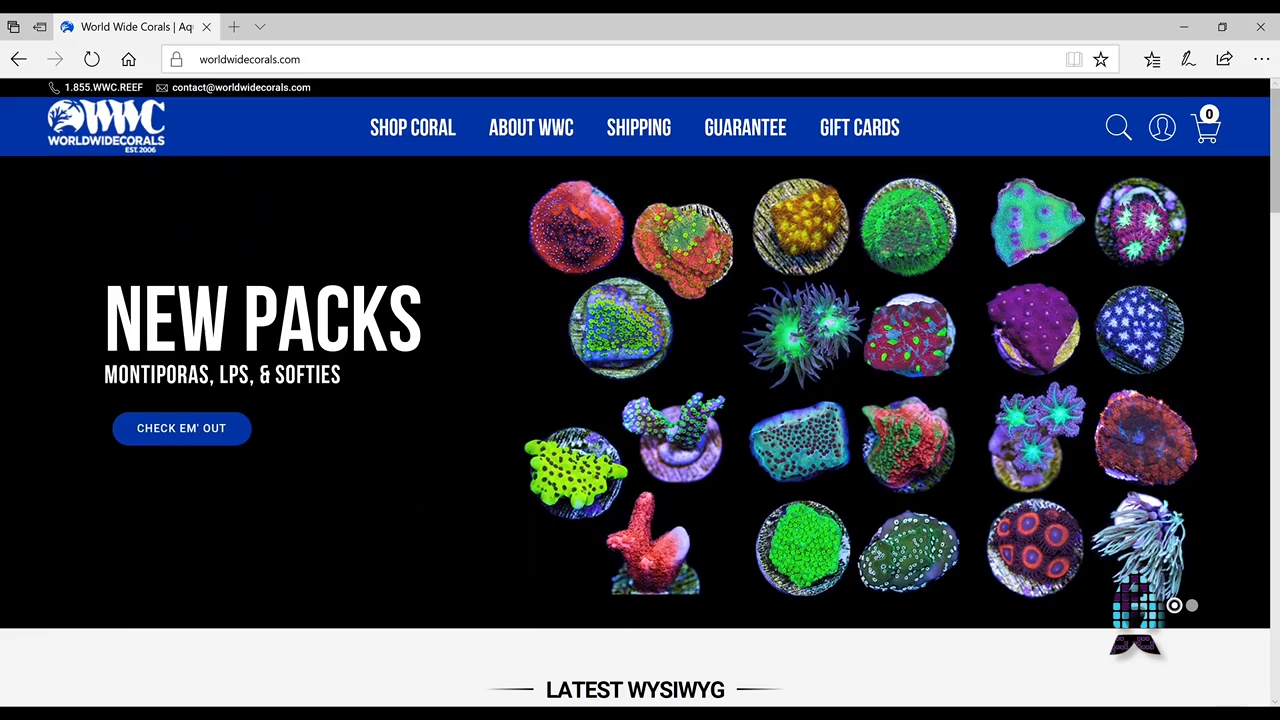 World Wide Corals | Aq
worldwidecorals.com
1.855.WWC.REEF contact@worldwidecorals.com
WWC
WORLDWIDECORALS
EST. 2006
SHOP CORAL ABOUT WWC SHIPPING GUARANTEE GIFT CARDS
0
NEW PACKS
MONTIPORAS, LPS, & SOFTIES
CHECK EM' OUT
LATEST WYSIWYG